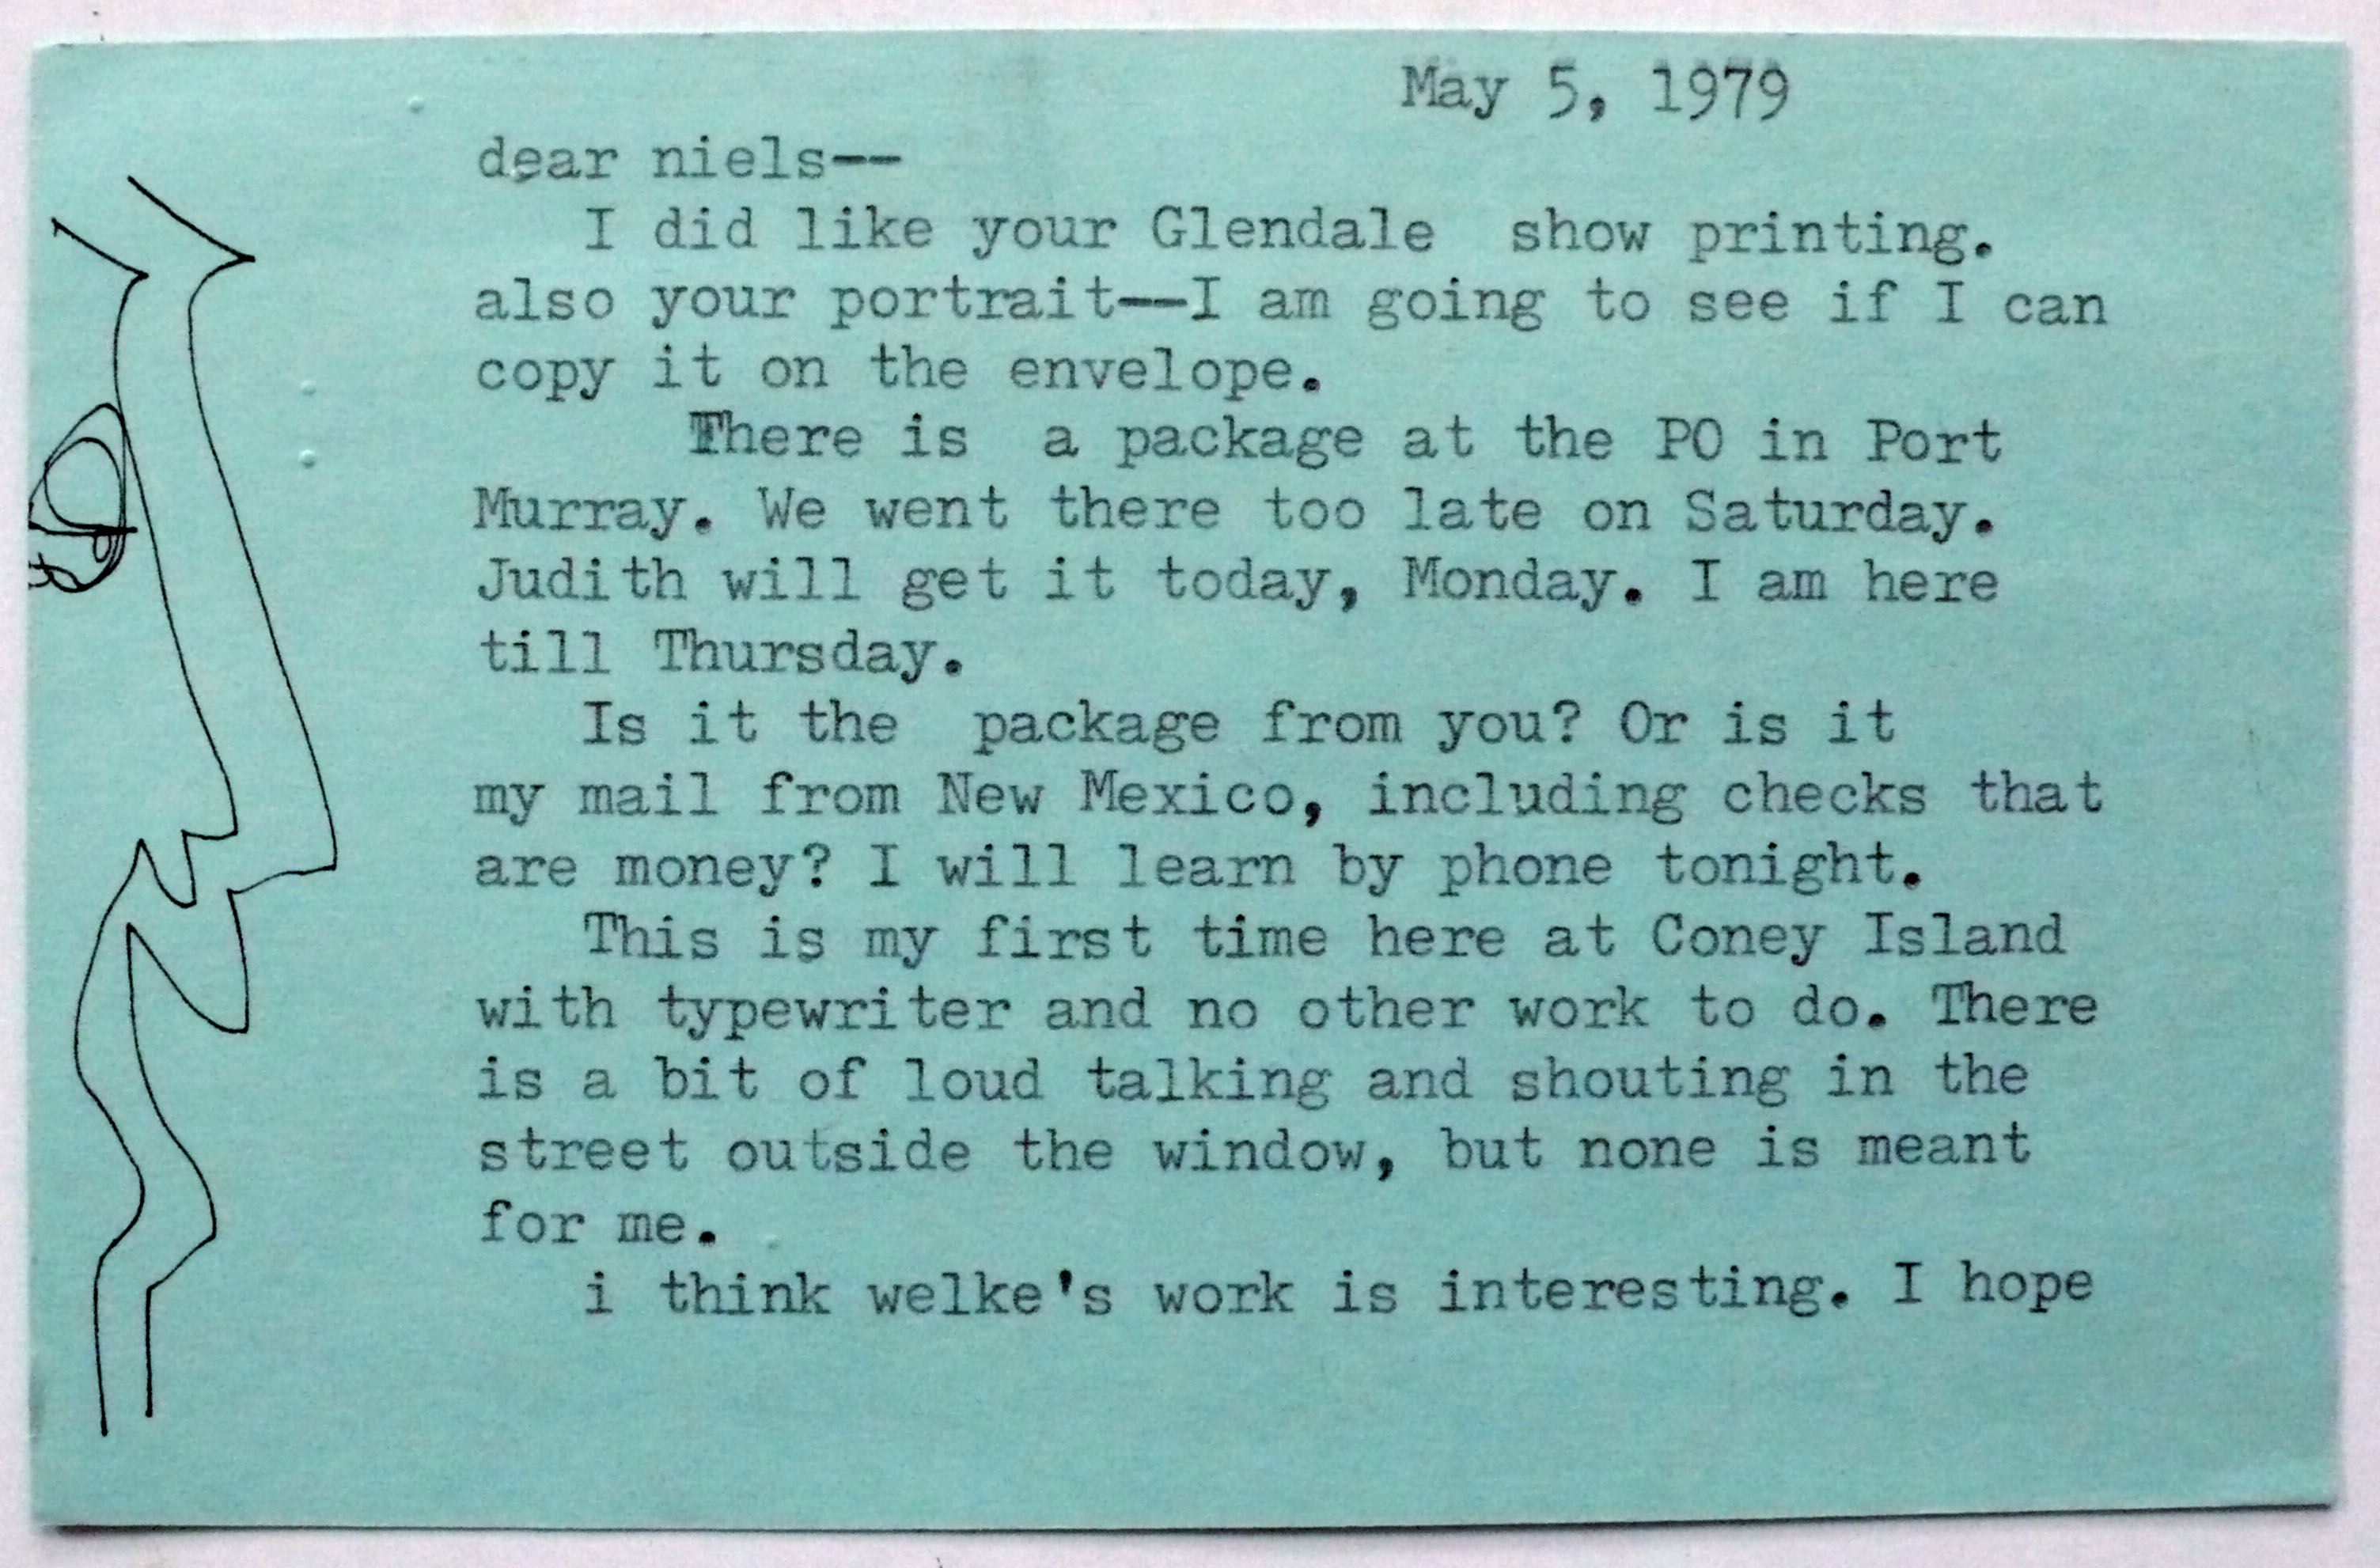 May 5, 1979
dear niels--
I did like your Glendale show printing.
also your portrait--I am going to see if I can
copy it on the envelope.
There is a package at the PO in Port
Murray. We went there too late on Saturday.
Judith will get it today, Monday. I am here
till Thursday.
Is it the package from you? Or is it
my mail from New Mexico, including checks that
are money? I will learn by phone tonight.
This is my first time here at Coney Island
with typewriter and no other work to do. There
is a bit of loud talking and shouting in the
street outside the window, but none is meant
for me.
i think welke's work is interesting. I hope